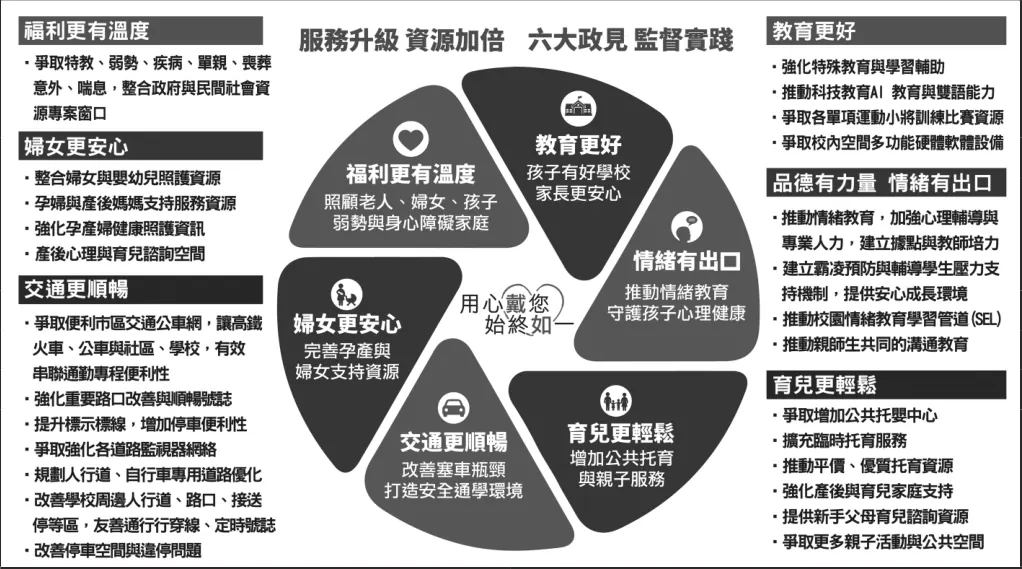 服務升級 資源加倍 六大政見 監督實踐
福利更有溫度
・爭取特教、弱勢、疾病、單親、喪葬
意外、喘息,整合政府與民間社會資
源專案窗口
婦女更安心
・整合婦女與嬰幼兒照護資源
・孕婦與產後媽媽支持服務資源
・強化孕產婦健康照護資訊
・產後心理與育兒諮詢空間
交通更順暢
・爭取便利市區交通公車網,讓高鐵
火車、公車與社區、學校,有效
串聯通勤專程便利性
・強化重要路口改善與順暢號誌
・提升標示標線,增加停車便利性
・爭取強化各道路監視器網絡
・規劃人行道、自行車專用道路優化
・改善學校周邊人行道、路口、接送
停等區,友善通行行穿線、定時號誌
・改善停車空間與違停問題
福利更有溫度
照顧老人、婦女、孩子
弱勢與身心障礙家庭
教育更好
孩子有好學校
家長更安心
情緒有出口
推動情緒教育
守護孩子心理健康
用心戴您
始終如一
婦女更安心
完善孕產與
婦女支持資源
交通更順暢
改善塞車瓶頸
打造安全通學環境
育兒更輕鬆
增加公共托育
與親子服務
教育更好
・強化特殊教育與學習輔助
・推動科技教育AI 教育與雙語能力
・爭取各單項運動小將訓練比賽資源
・爭取校內空間多功能硬體軟體設備
品德有力量 情緒有出口
・推動情緒教育,加強心理輔導與
專業人力,建立據點與教師培力
・建立霸凌預防與輔導學生壓力支
持機制,提供安心成長環境
・推動校園情緒教育學習管道(SEL)
・推動親師生共同的溝通教育
育兒更輕鬆
・爭取增加公共托嬰中心
・擴充臨時托育服務
・推動平價、優質托育資源
・強化產後與育兒家庭支持
・提供新手父母育兒諮詢資源
・爭取更多親子活動與公共空間